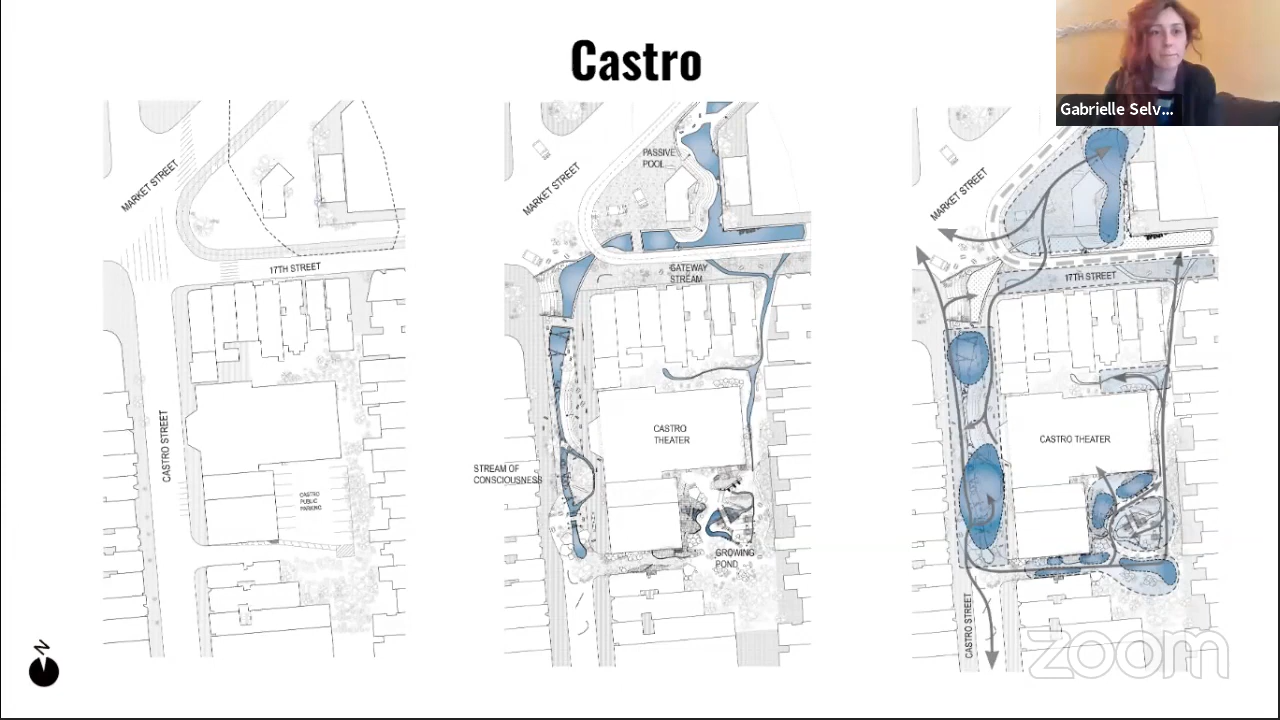 Castro
Gabrielle Selv...
MARKET STREET
17TH STREET
CASTRO STREET
CASTRO
PUBLIC
PARKING
PASSIVE
POOL
MARKET STREET
GATEWAY
STREAM
CASTRO
THEATER
STREAM OF
CONSCIOUSNESS
GROWING
POND
MARKET STREET
17TH STREET
CASTRO THEATER
CASTRO STREET
N
zoom